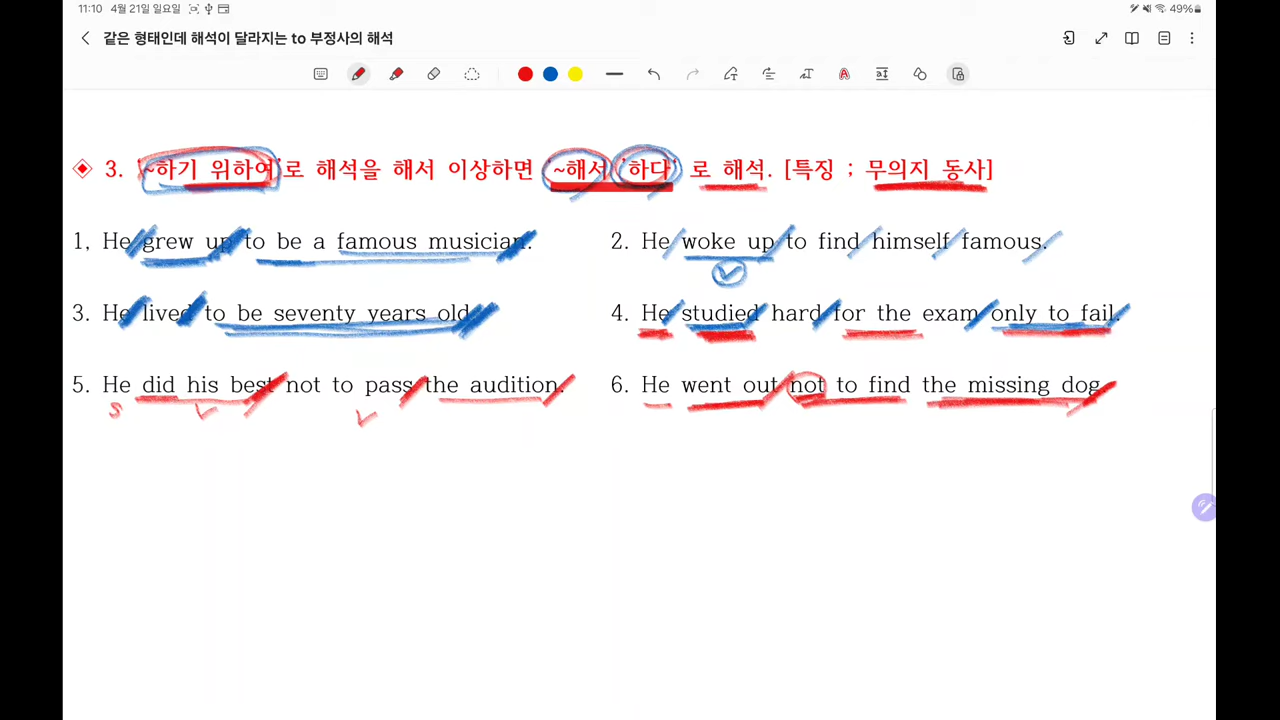 11:10 4월 21일 일요일
49%
같은 형태인데 해석이 달라지는 to 부정사의 해석
3. '~하기 위하여'로 해석을 해서 이상하면 '~해서 '하다' 로 해석. [특징 ; 무의지 동사]
1, He grew up to be a famous musician.
2. He woke up to find himself famous.
3. He lived to be seventy years old.
4. He studied hard for the exam only to fail.
5. He did his best not to pass the audition.
6. He went out not to find the missing dog.
S V V